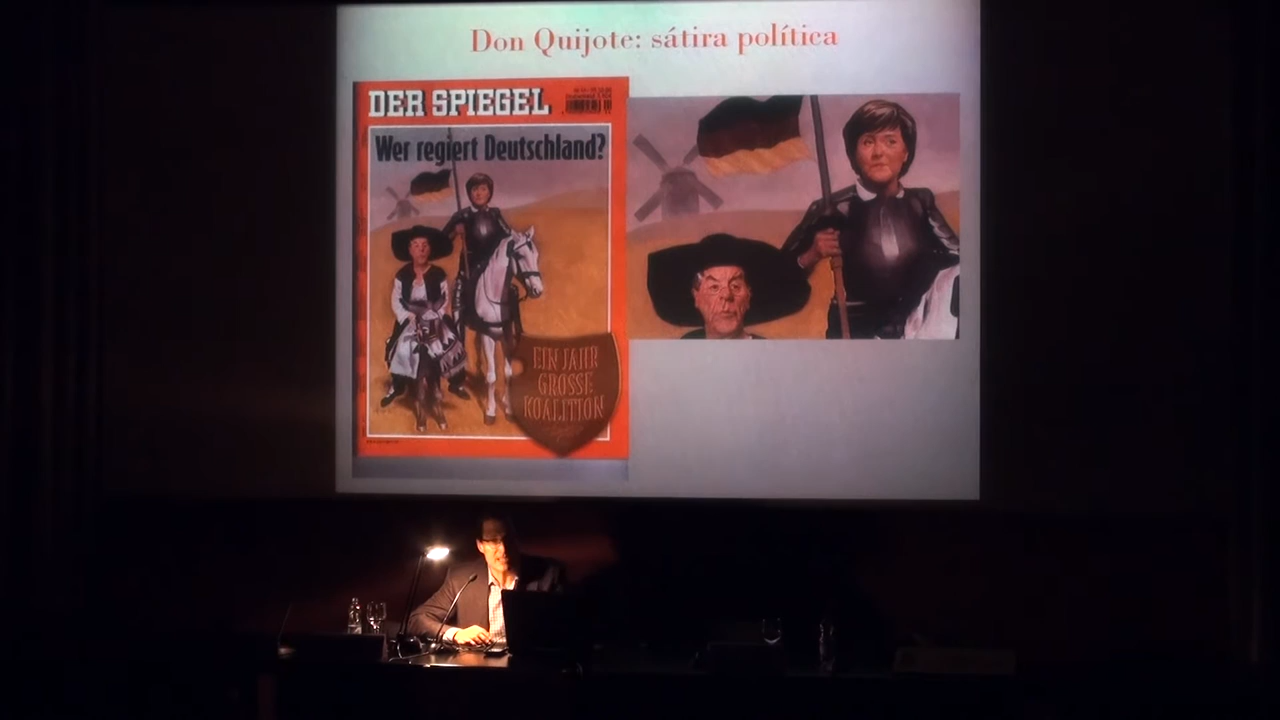 Don Quijote: sátira política
DER SPIEGEL
Wer regiert Deutschland?
EIN JAHR
GROSSE
KOALITION